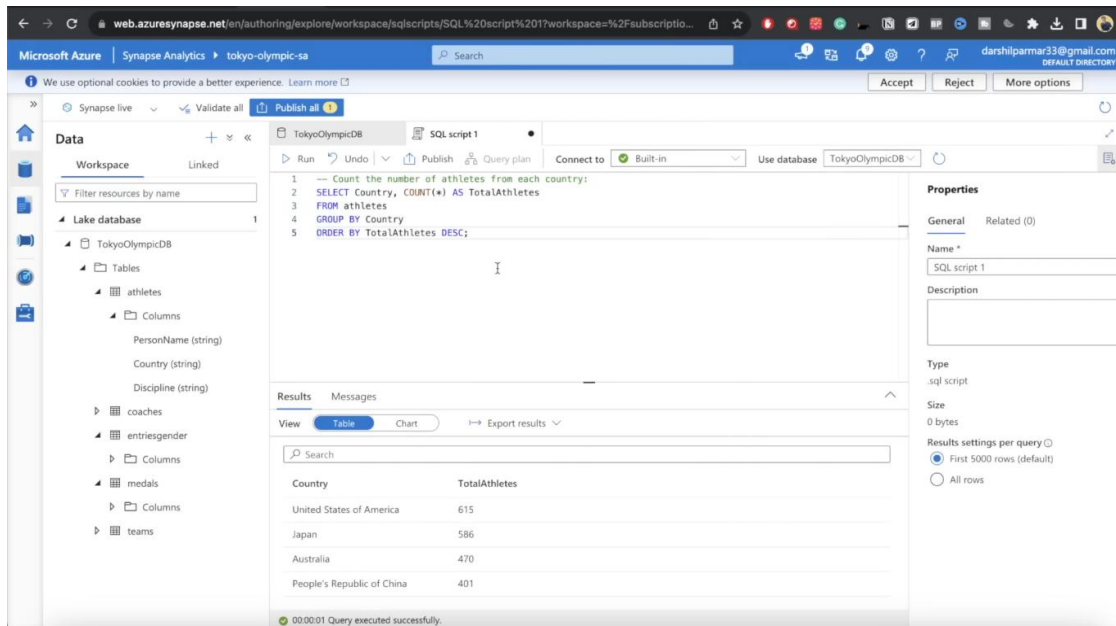 web.azuresynapse.net/en/authoring/explore/workspace/sqlscripts/SQL%20script%201?workspace=%2Fsubscriptio...
Microsoft Azure | Synapse Analytics ▸ tokyo-olympic-sa
Search
1
1
darshilparmar33@gmail.com
DEFAULT DIRECTORY
We use optional cookies to provide a better experience. Learn more
Accept
Reject
More options
Synapse live
Validate all
Publish all 1
Data
Workspace
Linked
Filter resources by name
Lake database 1
TokyoOlympicDB
Tables
athletes
Columns
PersonName (string)
Country (string)
Discipline (string)
coaches
entriesgender
Columns
medals
Columns
teams
TokyoOlympicDB
SQL script 1
Run Undo Publish Query plan Connect to Built-in Use database TokyoOlympicDB
1 -- Count the number of athletes from each country:
2 SELECT Country, COUNT(*) AS TotalAthletes
3 FROM athletes
4 GROUP BY Country
5 ORDER BY TotalAthletes DESC;
Results Messages
View Table Chart Export results
Search
Country TotalAthletes
United States of America 615
Japan 586
Australia 470
People's Republic of China 401
00:00:01 Query executed successfully.
Properties
General Related (0)
Name *
SQL script 1
Description
Type
.sql script
Size
0 bytes
Results settings per query
First 5000 rows (default)
All rows